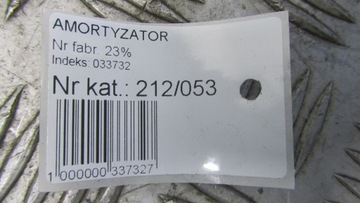 AMORTYZATOR
Nr fabr. 23%
Indeks: 033732
Nr kat.: 212/053
1 000000 337327